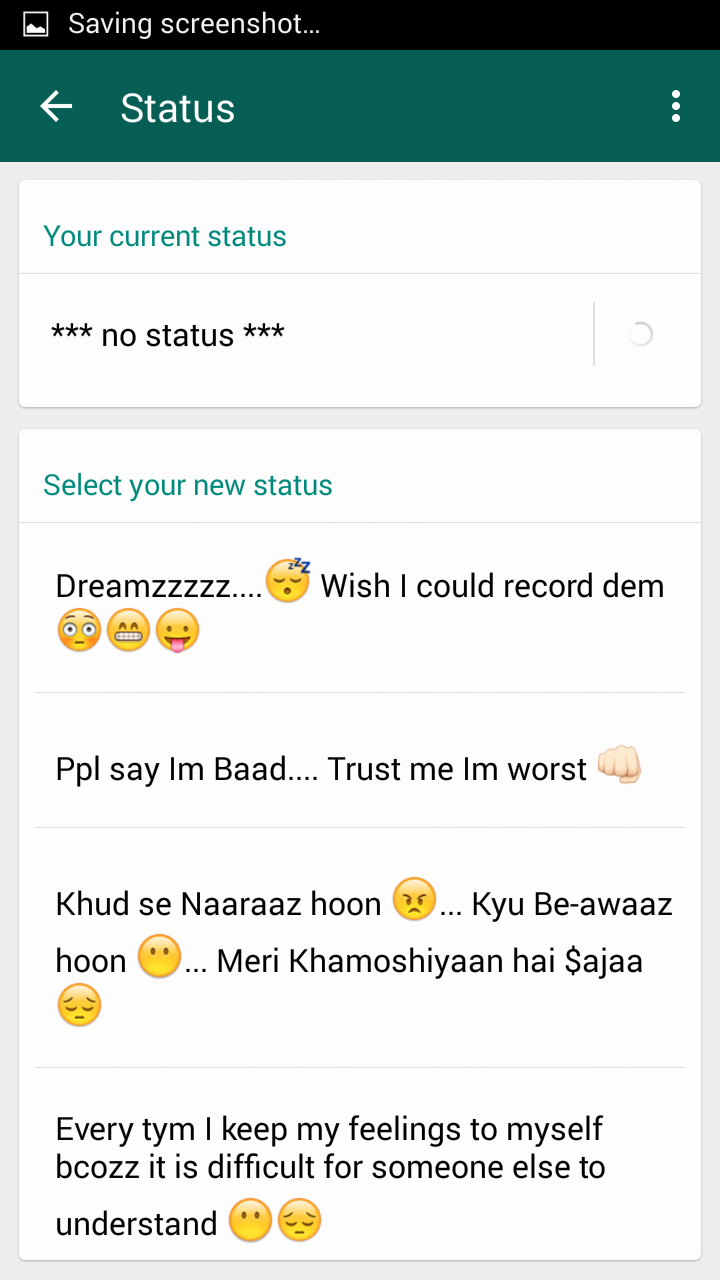 Saving screenshot...
Status
Your current status
*** no status ***
Select your new status
Dreamzzzzz....😴 Wish I could record dem
😳😁😛
Ppl say Im Baad.... Trust me Im worst 👊🏻
Khud se Naaraaz hoon 😠... Kyu Be-awaaz
hoon 😶... Meri Khamoshiyaan hai $ajaa
😔
Every tym I keep my feelings to myself
bcozz it is difficult for someone else to
understand 😶😔